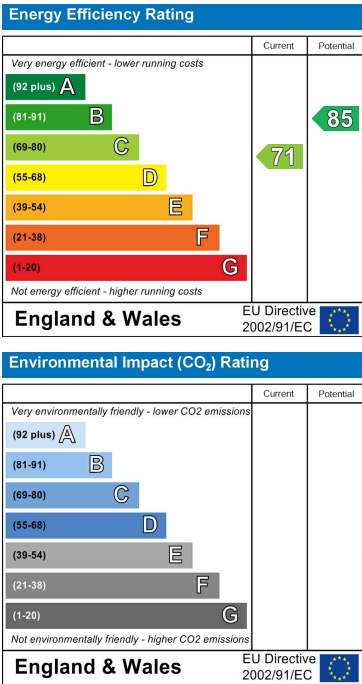 Energy Efficiency Rating
Current Potential
Very energy efficient - lower running costs
(92 plus) A
(81-91) B
85
(69-80) C
71
(55-68) D
(39-54) E
(21-38) F
(1-20) G
Not energy efficient - higher running costs
England & Wales
EU Directive
2002/91/EC
Environmental Impact (CO₂) Rating
Current Potential
Very environmentally friendly - lower CO2 emissions
(92 plus) A
(81-91) B
(69-80) C
(55-68) D
(39-54) E
(21-38) F
(1-20) G
Not environmentally friendly - higher CO2 emissions
England & Wales
EU Directive
2002/91/EC